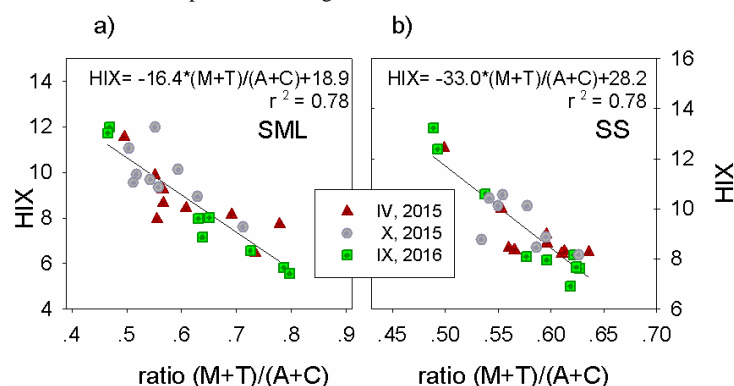 a)
b)
HIX= -16.4*(M+T)/(A+C)+18.9
r² = 0.78
SML
HIX= -33.0*(M+T)/(A+C)+28.2
r² = 0.78
SS
14
12
10
8
6
4
HIX
16
14
12
10
8
6
HIX
IV, 2015
X, 2015
IX, 2016
.4 .5 .6 .7 .8 .9
.45 .50 .55 .60 .65 .70
ratio (M+T)/(A+C)
ratio (M+T)/(A+C)